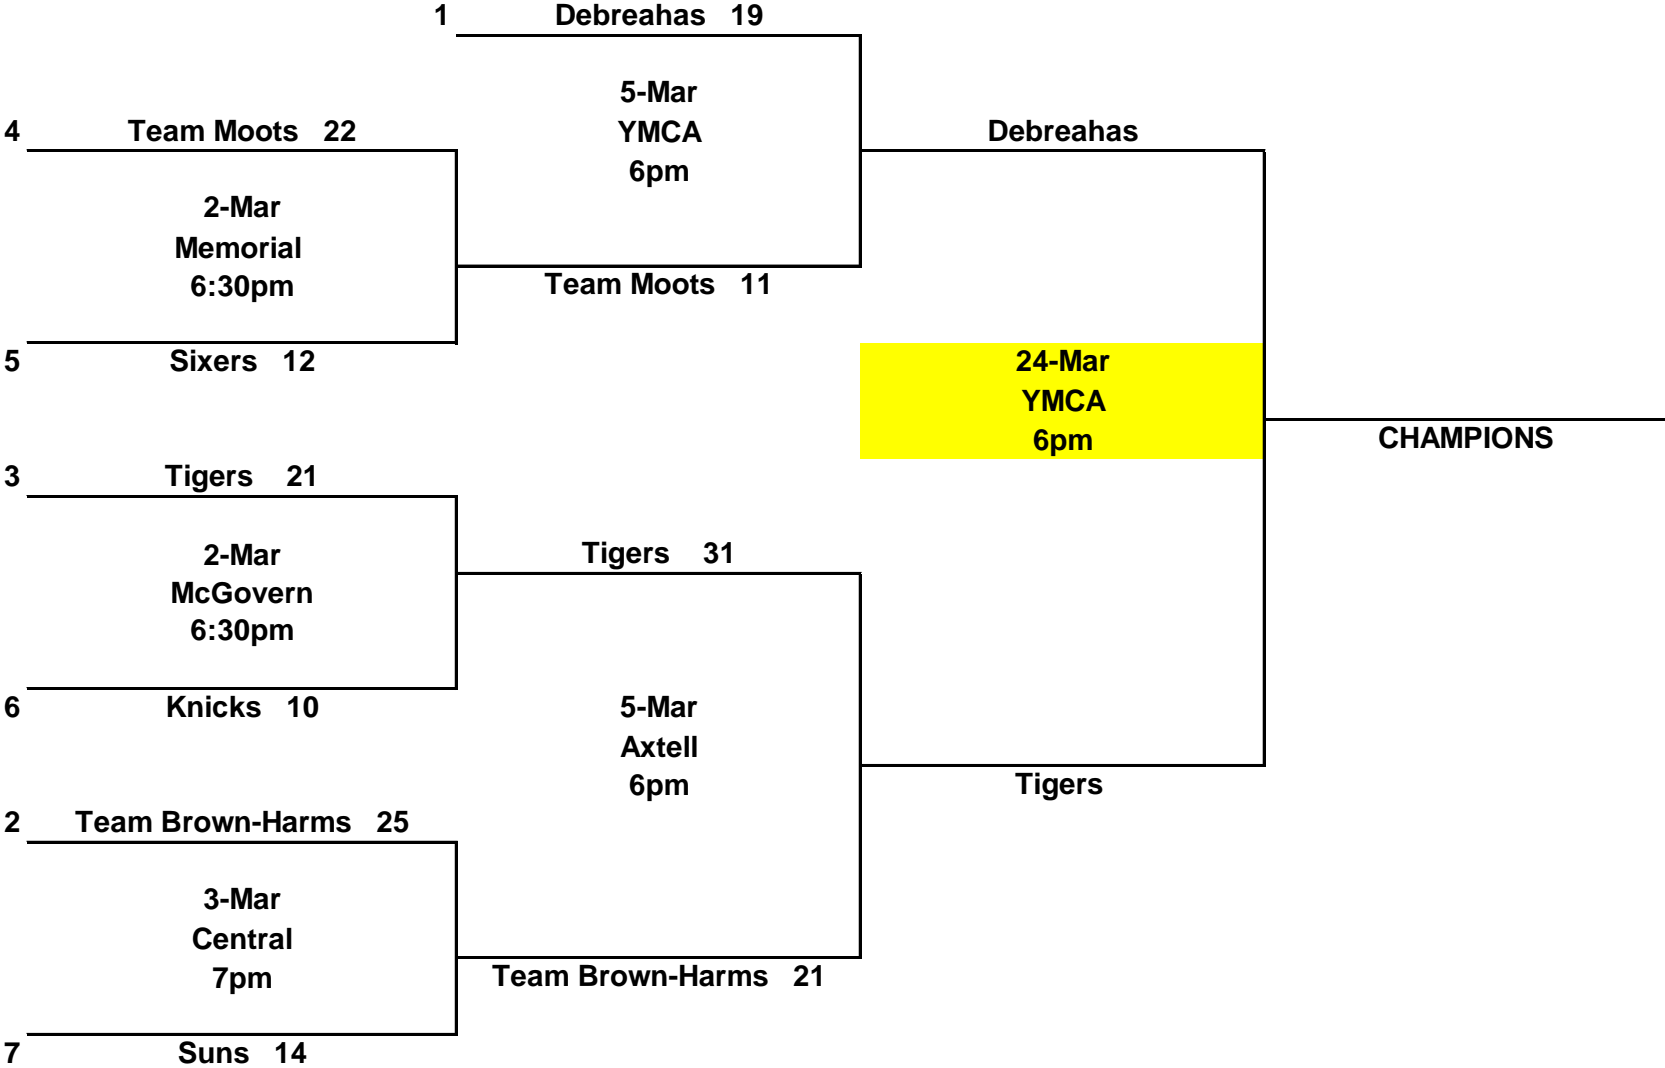 1 Debreahas 19
5-Mar
4 Team Moots 22 YMCA Debreahas
6pm
2-Mar
Memorial
6:30pm Team Moots 11
5 Sixers 12 24-Mar
YMCA
6pm CHAMPIONS
3 Tigers 21
2-Mar Tigers 31
McGovern
6:30pm
6 Knicks 10 5-Mar
Axtell
6pm Tigers
2 Team Brown-Harms 25
3-Mar
Central
7pm Team Brown-Harms 21
7 Suns 14